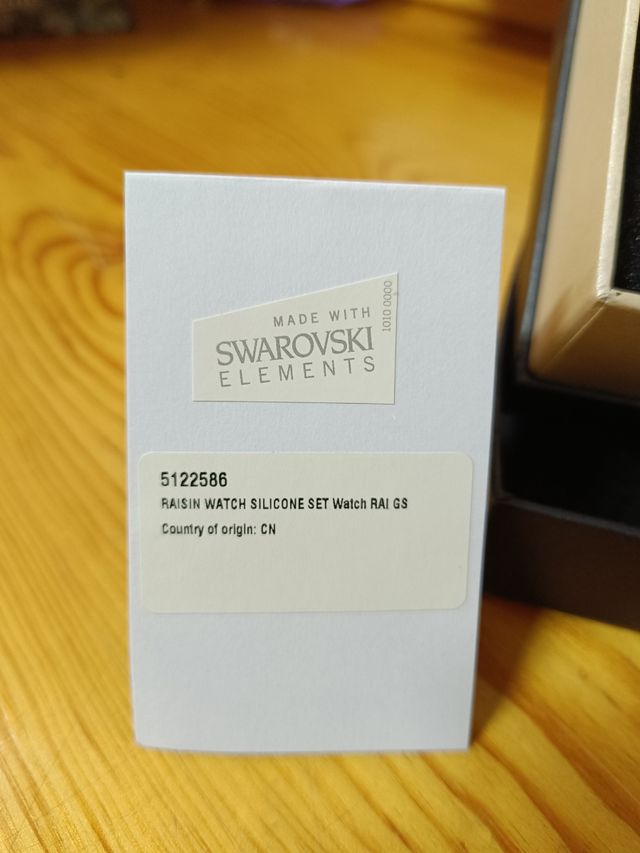 MADE WITH
SWAROVSKI
ELEMENTS
1010 0000
5122586
RAISIN WATCH SILICONE SET Watch RAI GS
Country of origin: CN